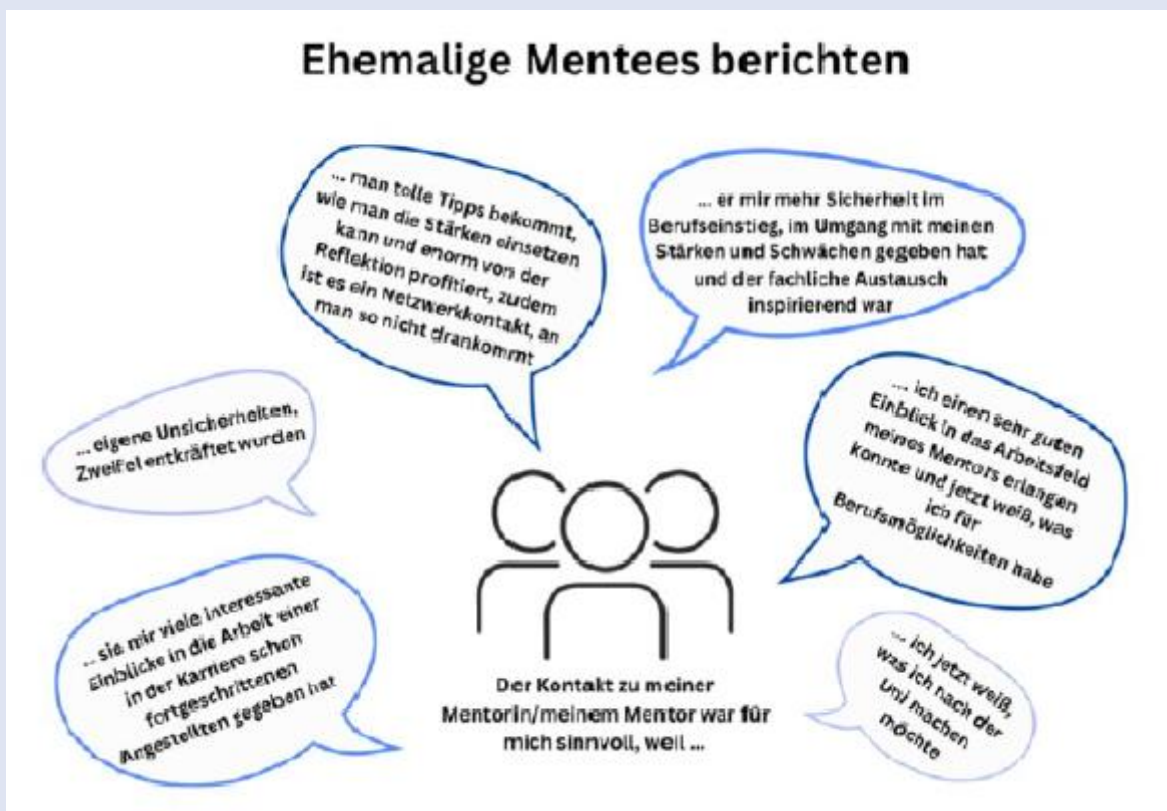 Ehemalige Mentees berichten
... man tolle Tipps bekommt,
wie man die Stärken einsetzen
kann und enorm von der
Reflektion profitiert, zudem
ist es ein Netzwerkkontakt, an
man so nicht drankommt
... er mir mehr Sicherheit im
Berufseinstieg, im Umgang mit meinen
Stärken und Schwächen gegeben hat
und der fachliche Austausch
inspirierend war
... eigene Unsicherheiten,
Zweifel entkräftet wurden
... ich einen sehr guten
Einblick in das Arbeitsfeld
meines Mentors erlangen
konnte und jetzt weiß, was
ich für
Berufsmöglichkeiten habe
... sie mir viele interessante
Einblicke in die Arbeit einer
in der Karriere schon
fortgeschrittenen
Angestellten gegeben hat
... ich jetzt weiß,
was ich nach der
Uni machen
möchte
Der Kontakt zu meiner
Mentorin/meinem Mentor war für
mich sinnvoll, weil ...